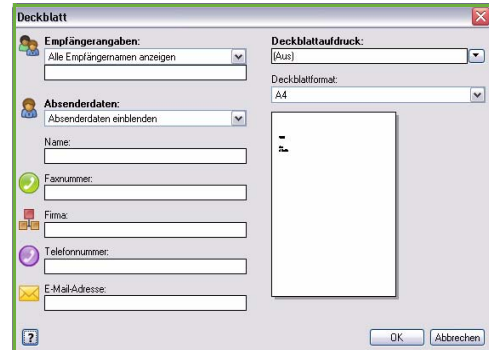 Deckblatt
Empfängerangaben:
Alle Empfängernamen anzeigen
Absenderdaten:
Absenderdaten einblenden
Name:
Faxnummer:
Firma:
Telefonnummer:
E-Mail-Adresse:
Deckblattaufdruck:
(Aus)
Deckblattformat:
A4
?
OK
Abbrechen